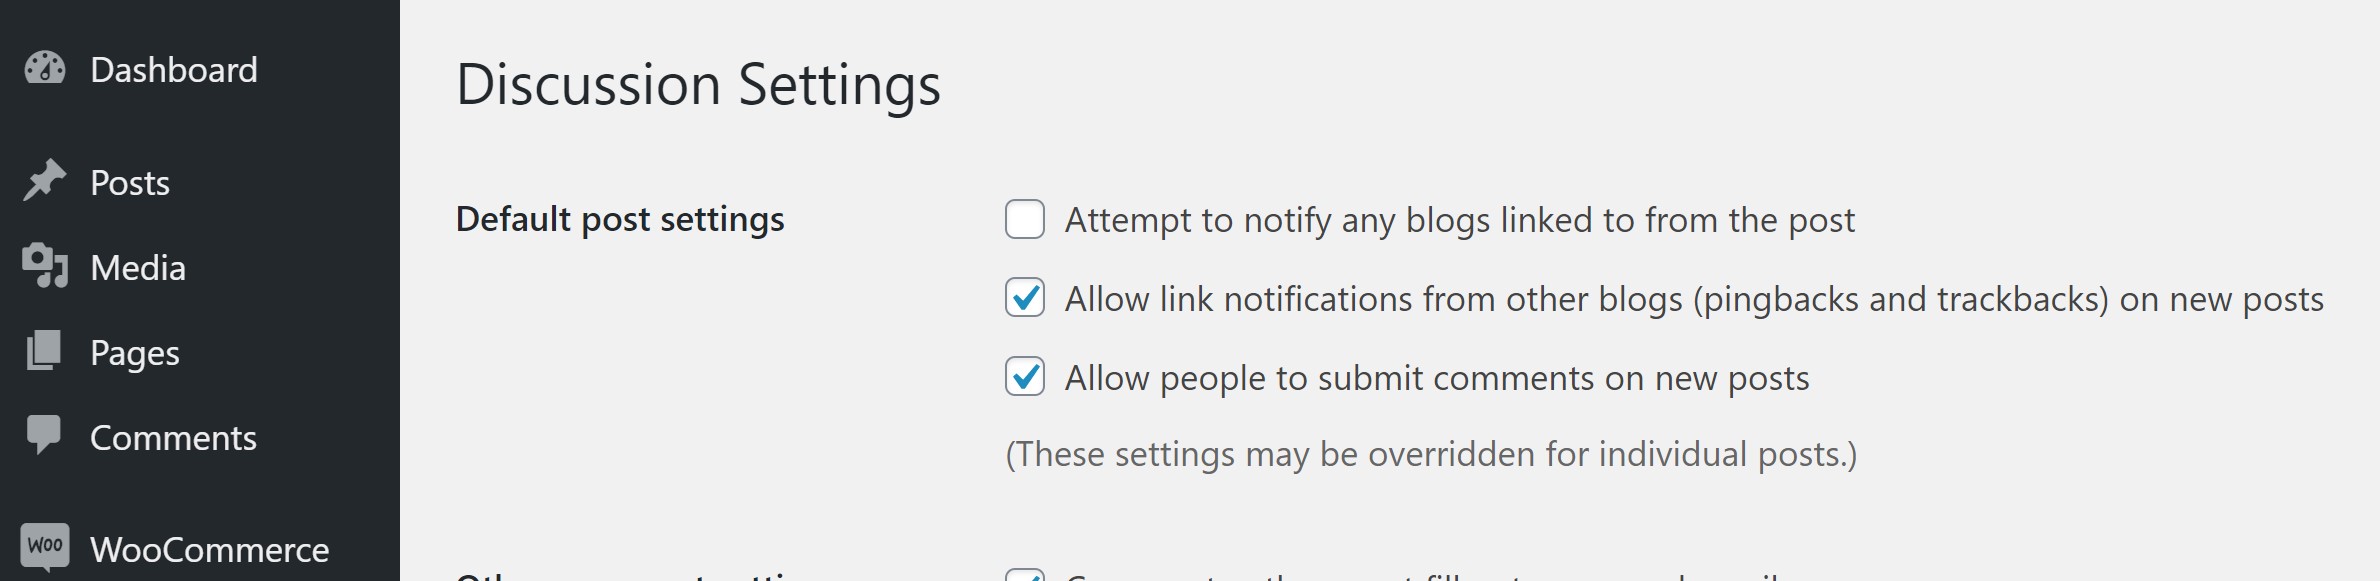 Dashboard
Posts
Media
Pages
Comments
Woo WooCommerce
Discussion Settings
Default post settings
Attempt to notify any blogs linked to from the post
Allow link notifications from other blogs (pingbacks and trackbacks) on new posts
Allow people to submit comments on new posts
(These settings may be overridden for individual posts.)